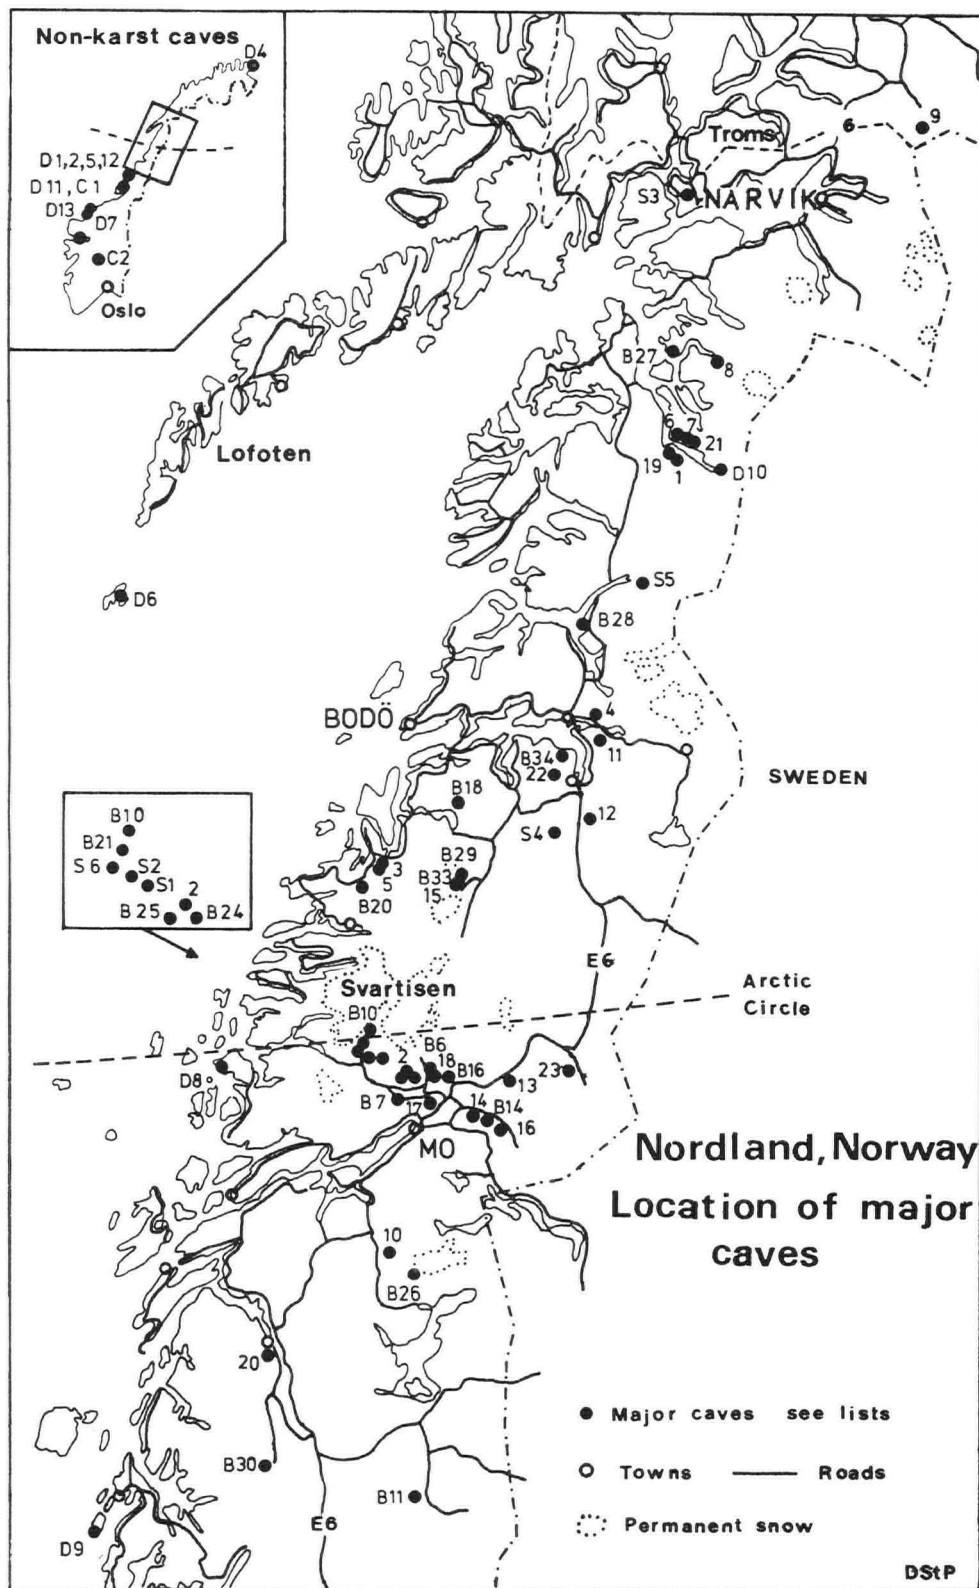 Non-karst caves
D4
D1,2,5,12
D11, C1
D13
D7
C2
Oslo
Troms
6
9
S3
NARVIK
B27
8
6
7
21
19
1
D10
Lofoten
D6
S5
B28
BODÖ
4
11
B34
22
SWEDEN
B18
12
S4
B10
B21
S6
S2
S1
2
B25
B24
3
5
B20
B29
B33
15
E6
Arctic
Circle
Svartisen
B10
D8
2
B6
18
B16
13
23
B7
17
14
B14
16
MO
Nordland, Norway
Location of major
caves
10
B26
20
B30
B11
E6
D9
Major caves see lists
Towns
Roads
Permanent snow
DStP